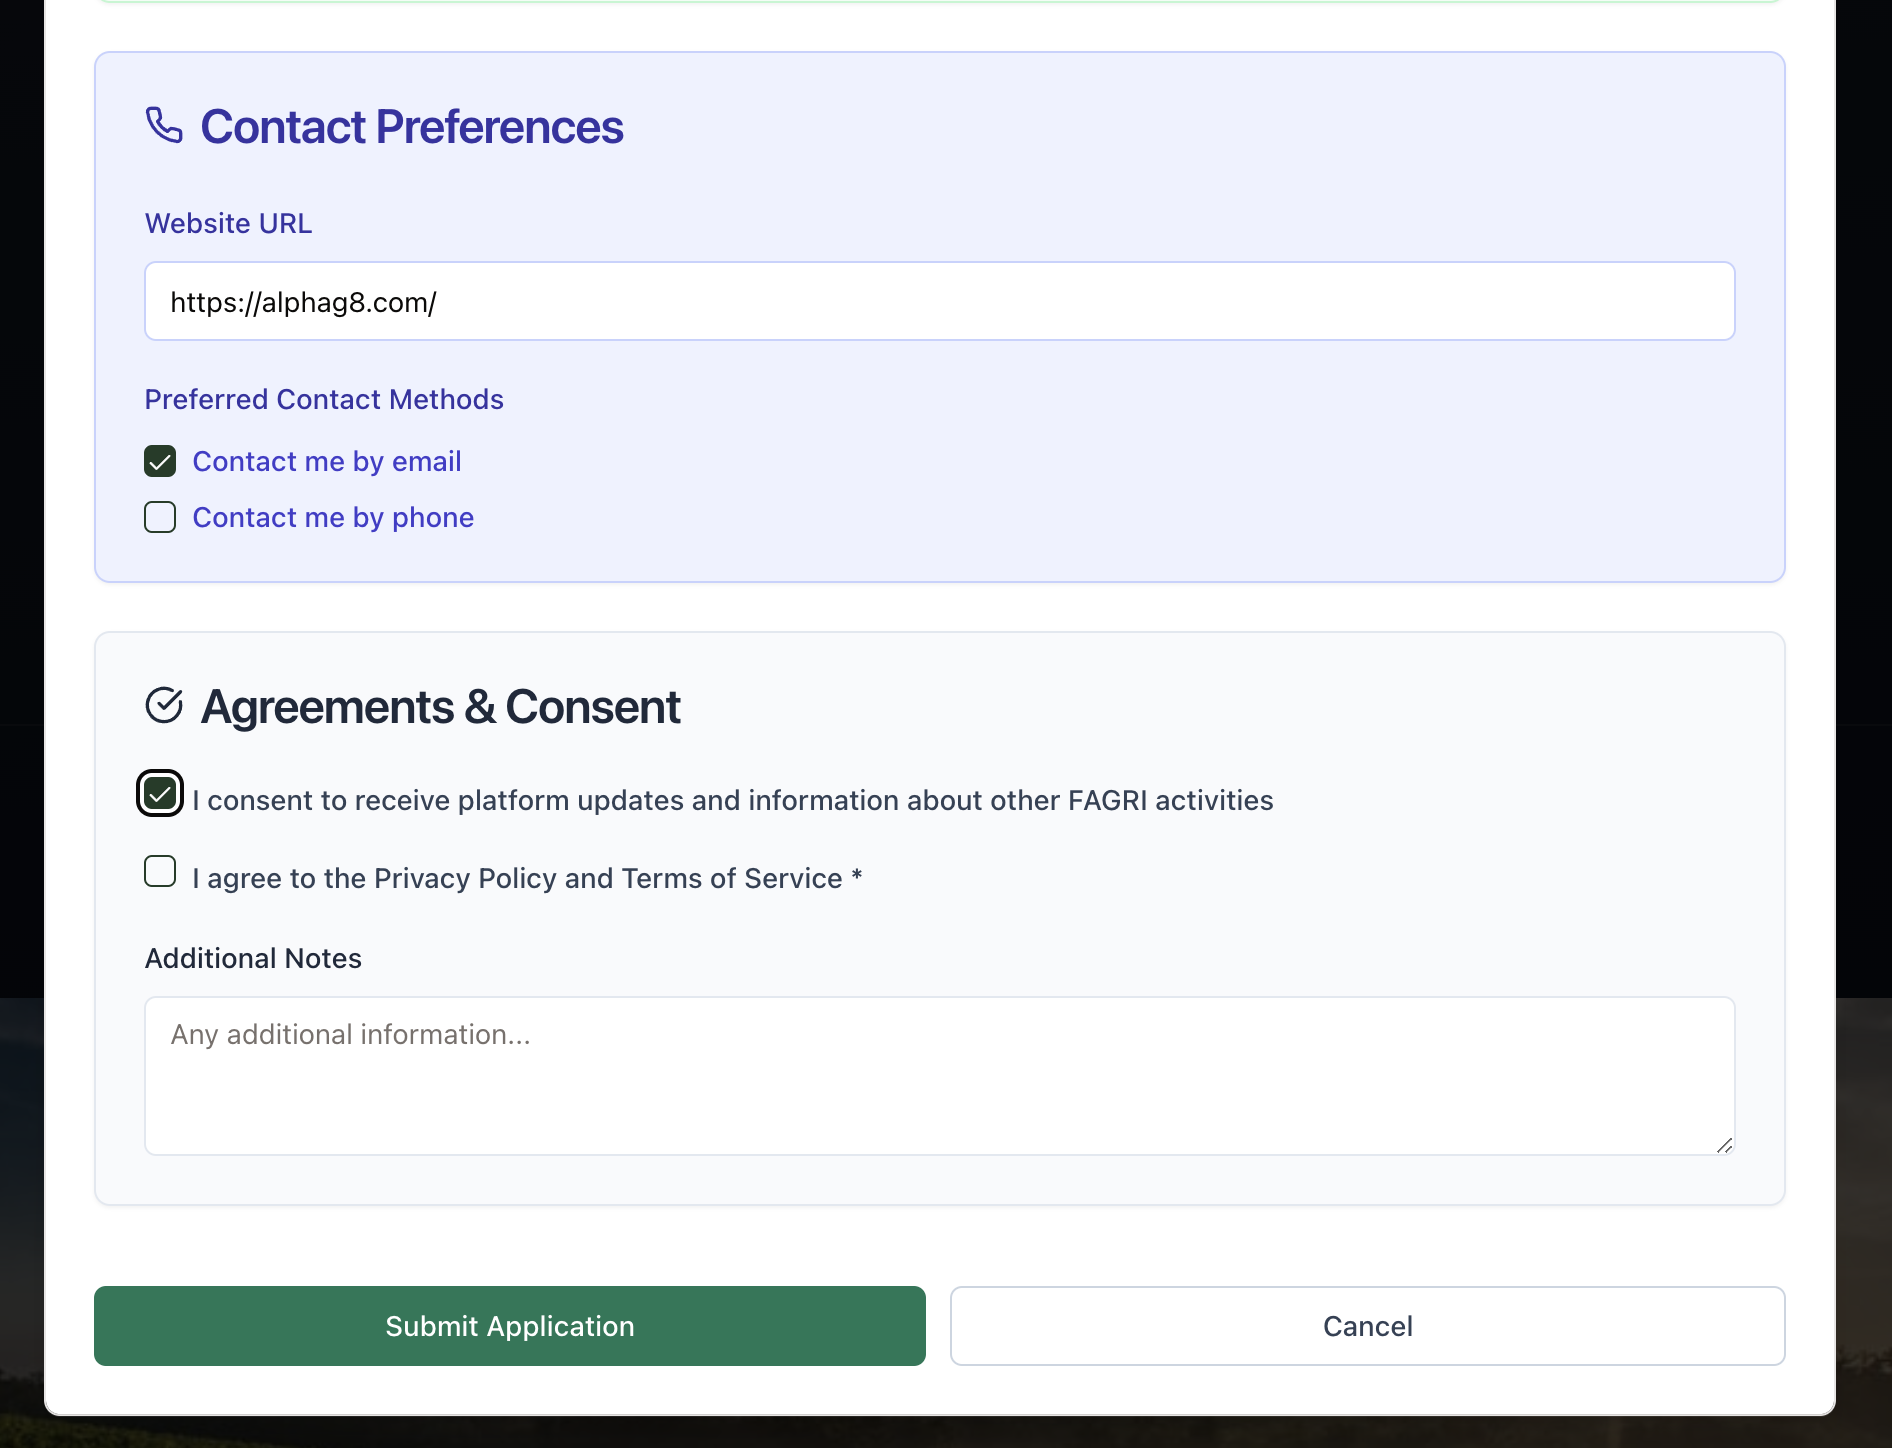 Contact Preferences
Website URL
https://alphag8.com/
Preferred Contact Methods
Contact me by email
Contact me by phone
Agreements & Consent
I consent to receive platform updates and information about other FAGRI activities
I agree to the Privacy Policy and Terms of Service *
Additional Notes
Any additional information...
Submit Application
Cancel